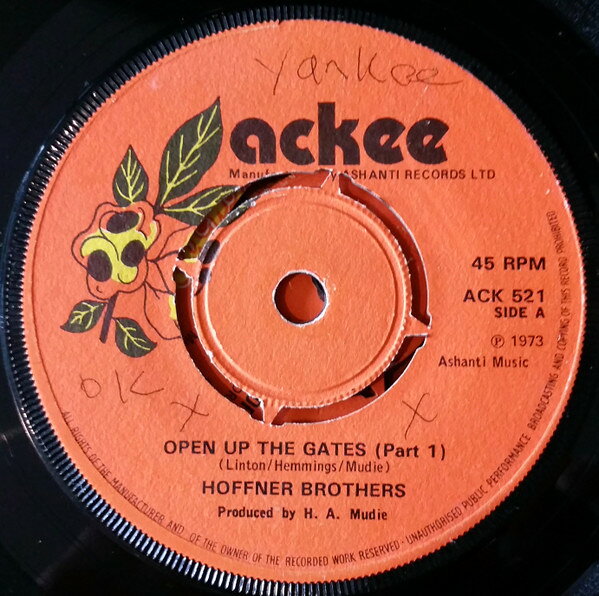 Yankee
ackee
Manuf y ASHANTI RECORDS LTD
45 RPM
ACK 521
SIDE A
℗ 1973
Ashanti Music
OK X
X
OPEN UP THE GATES (Part 1)
(Linton/Hemmings/Mudie)
HOFFNER BROTHERS
Produced by H. A. Mudie
ALL RIGHTS OF THE MANUFACTURER AND OF THE OWNER OF THE RECORDED WORK RESERVED - UNAUTHORISED PUBLIC PERFORMANCE BROADCASTING AND COPYING OF THIS RECORD PROHIBITED